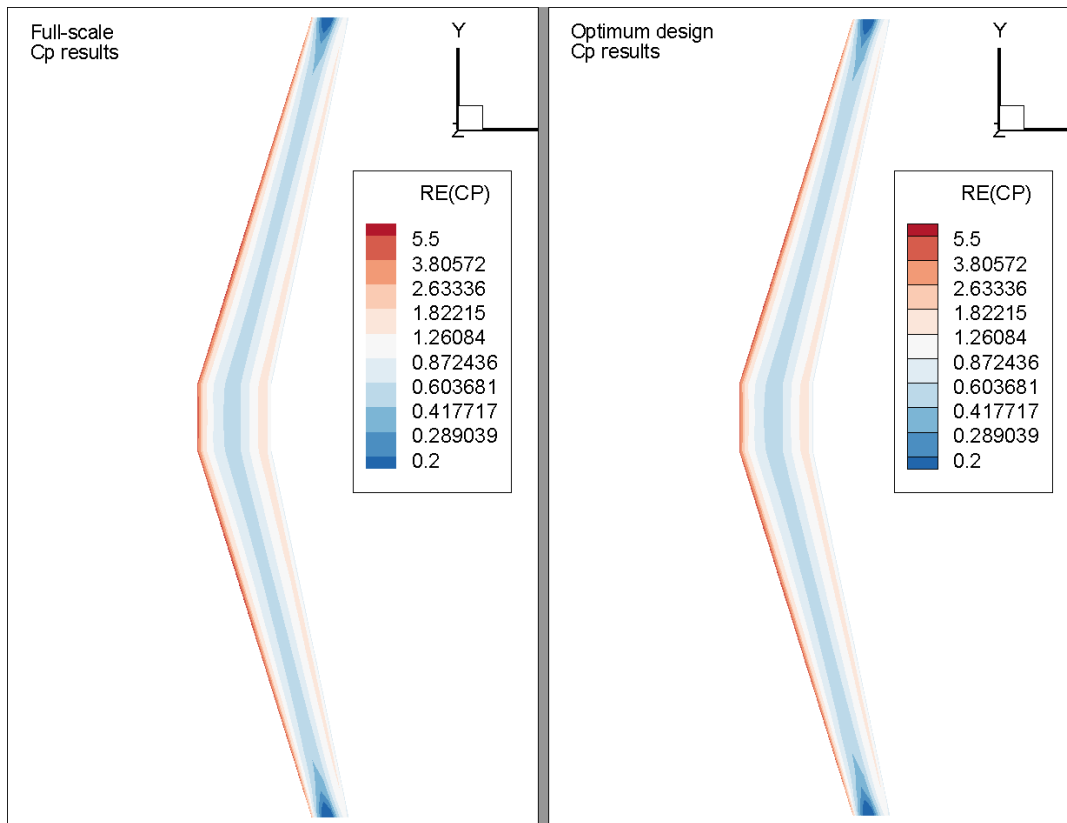 Full-scale
Cp results
Y
Z
RE(CP)
5.5
3.80572
2.63336
1.82215
1.26084
0.872436
0.603681
0.417717
0.289039
0.2
Optimum design
Cp results
Y
Z
RE(CP)
5.5
3.80572
2.63336
1.82215
1.26084
0.872436
0.603681
0.417717
0.289039
0.2